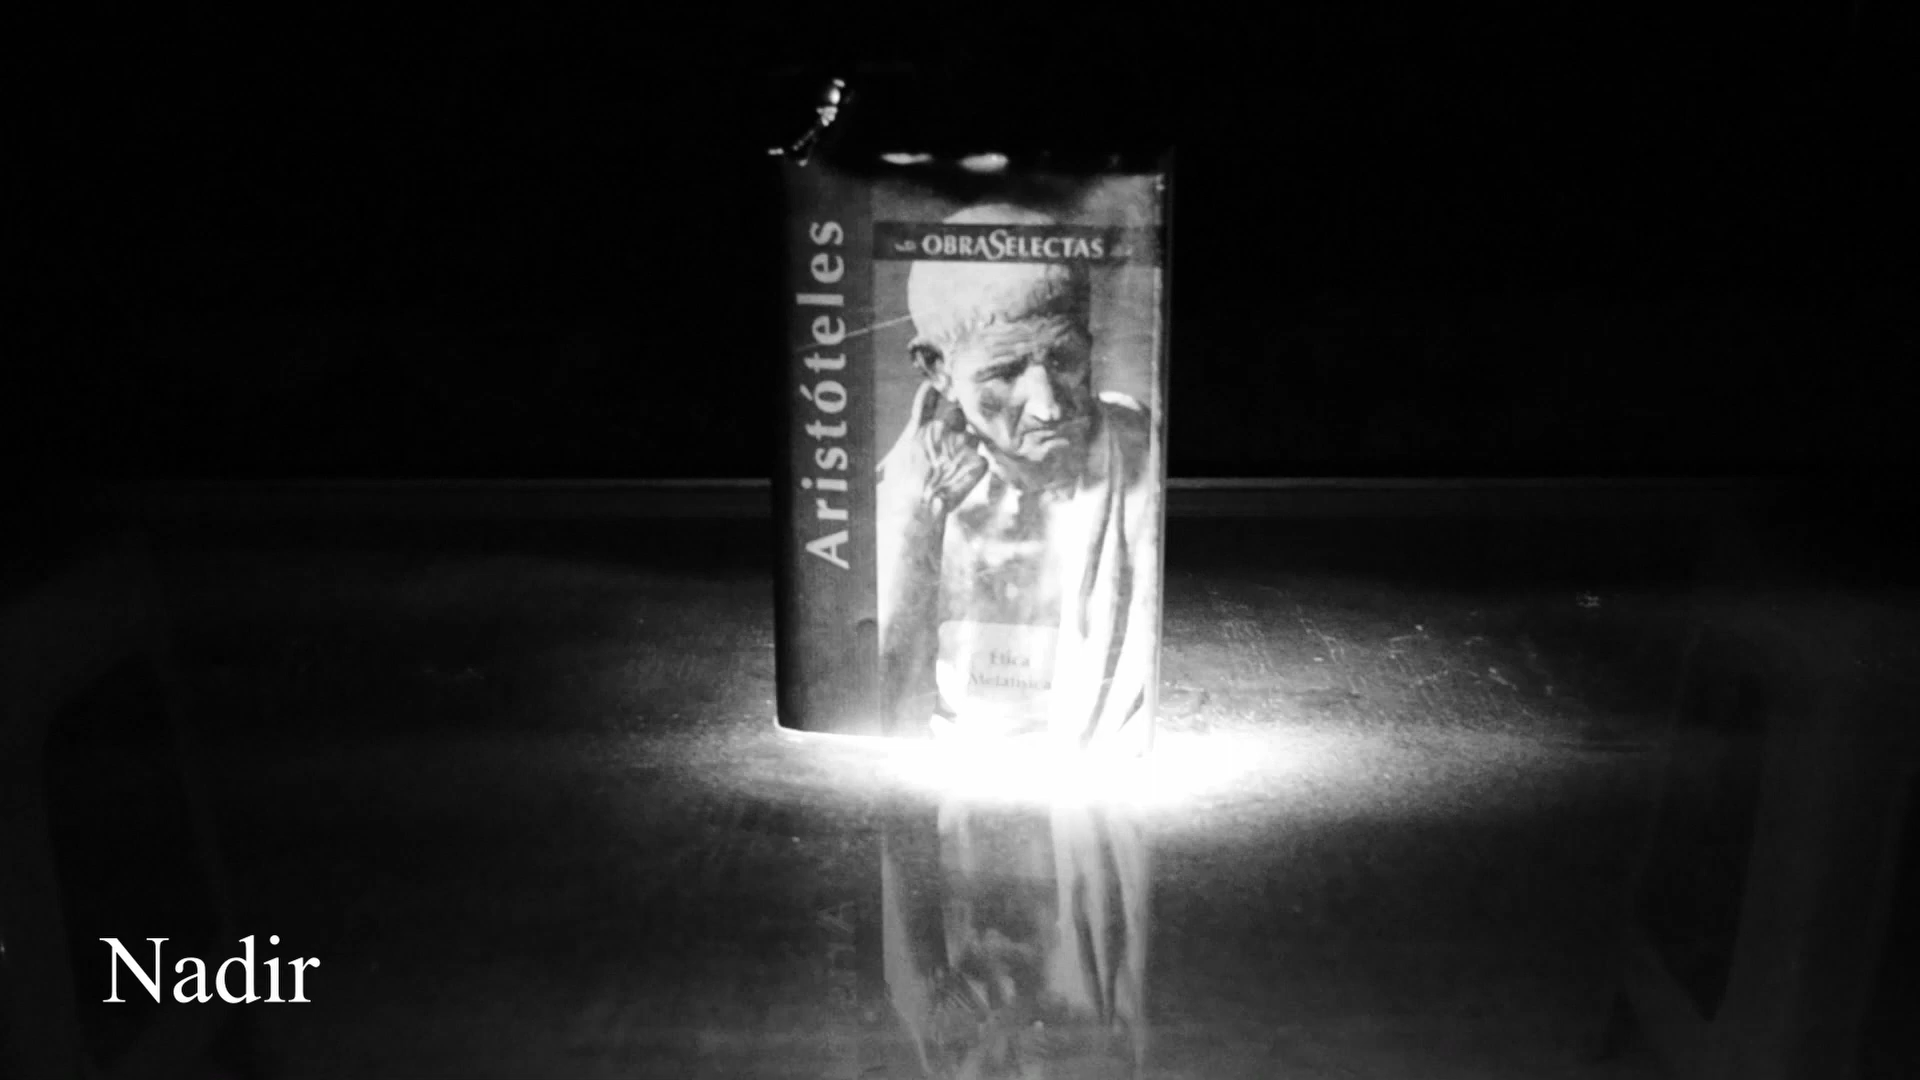 Aristóteles
OBRASELECTAS
Ética
Metafísica
Nadir